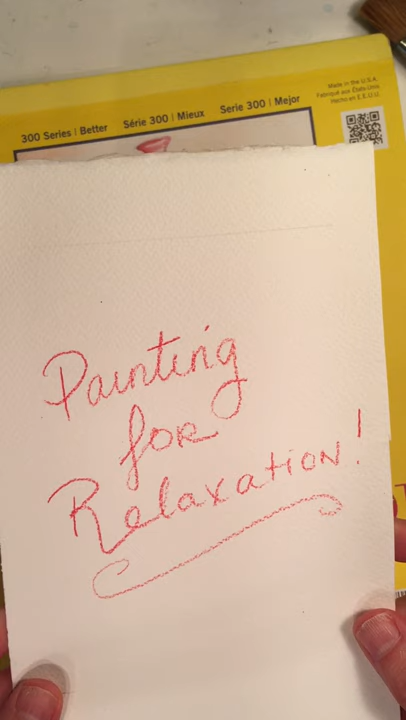 Made in the U.S.A.
Fabriqué aux États-Unis
Hecho en E.E.U.U.
300 Series | Better Série 300 | Mieux Serie 300 | Mejor
Painting
for
Relaxation!